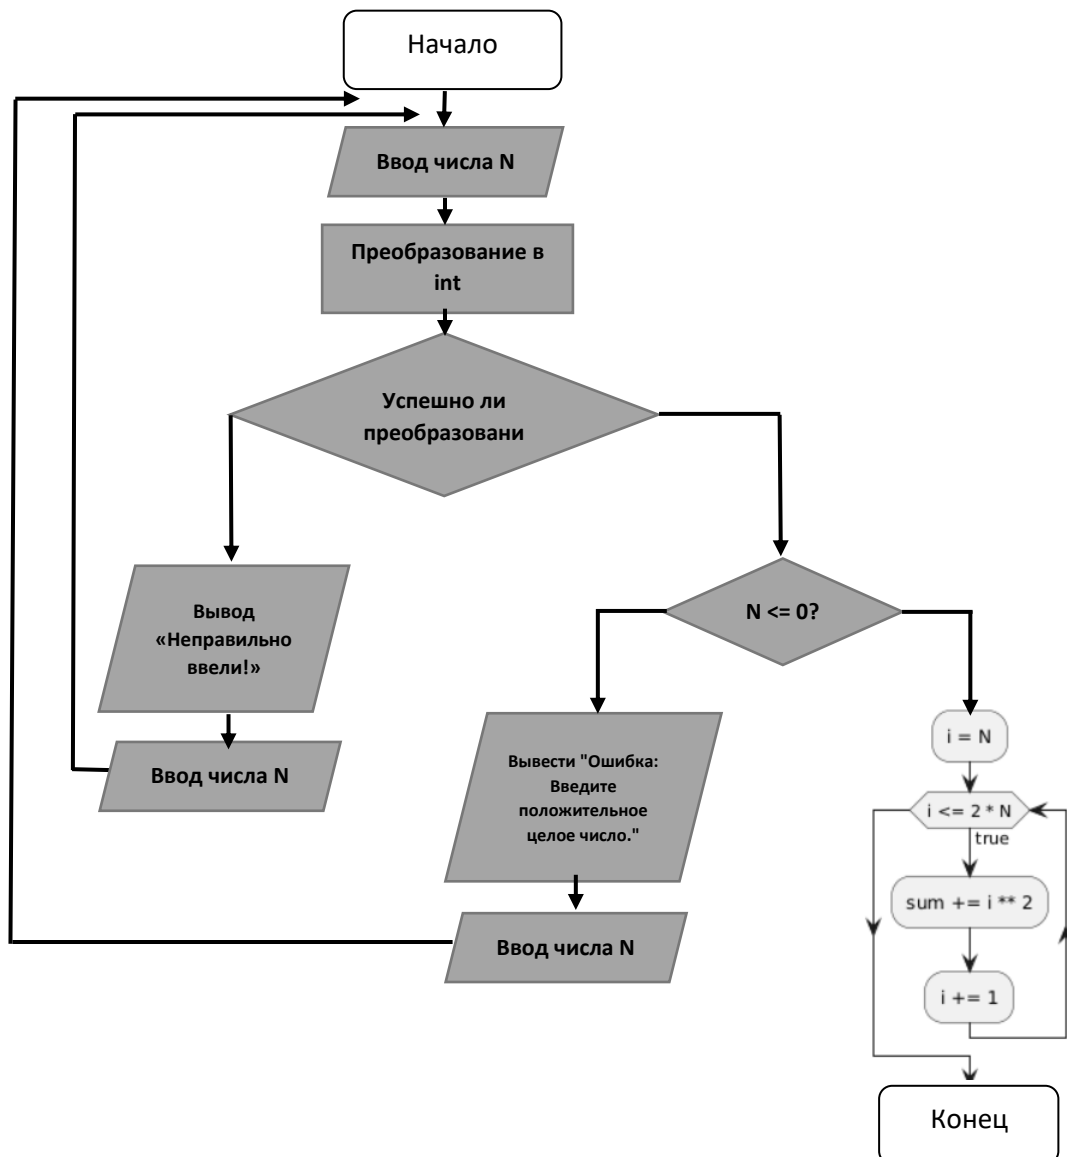 Начало
Ввод числа N
Преобразование в
int
Успешно ли
преобразовани
Вывод
«Неправильно
ввели!»
Ввод числа N
N <= 0?
Вывести "Ошибка:
Введите
положительное
целое число."
Ввод числа N
i = N
i <= 2 * N
true
sum += i ** 2
i += 1
Конец